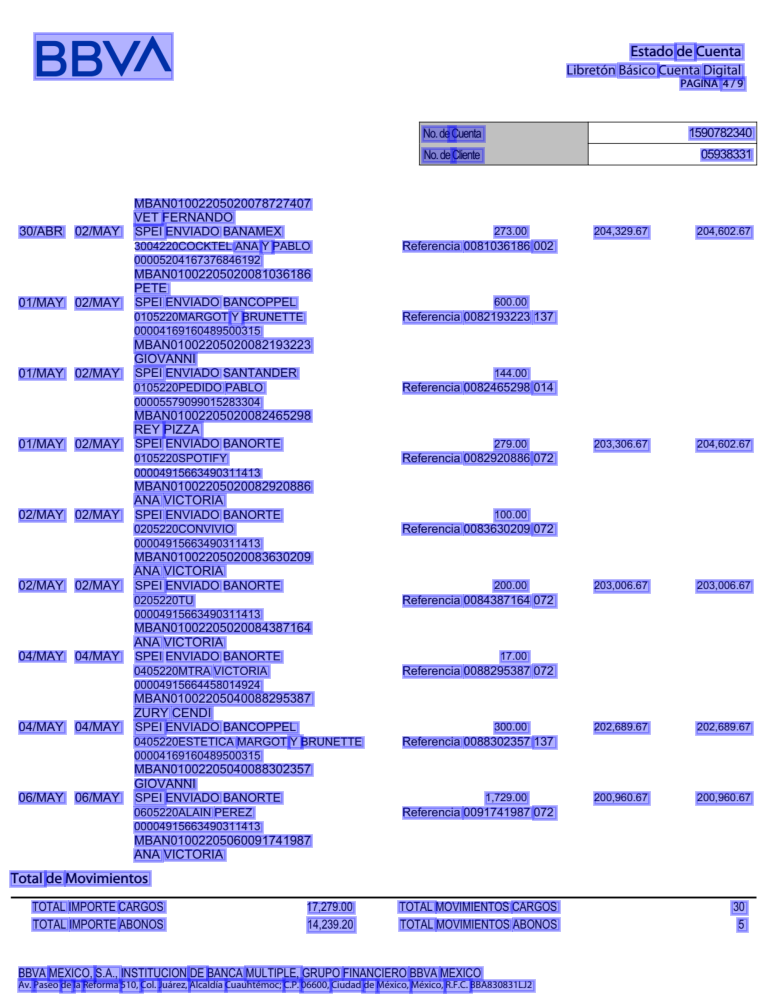 BBVA
Estado de Cuenta
Libretón Básico Cuenta Digital
PAGINA 4 / 9
No. de Cuenta 1590782340
No. de Cliente 05938331
MBAN01002205020078727407
VET FERNANDO
30/ABR 02/MAY SPEI ENVIADO BANAMEX 273.00 204,329.67 204,602.67
3004220COCKTEL ANA Y PABLO Referencia 0081036186 002
00005204167376846192
MBAN01002205020081036186
PETE
01/MAY 02/MAY SPEI ENVIADO BANCOPPEL 600.00
0105220MARGOT Y BRUNETTE Referencia 0082193223 137
00004169160489500315
MBAN01002205020082193223
GIOVANNI
01/MAY 02/MAY SPEI ENVIADO SANTANDER 144.00
0105220PEDIDO PABLO Referencia 0082465298 014
00005579099015283304
MBAN01002205020082465298
REY PIZZA
01/MAY 02/MAY SPEI ENVIADO BANORTE 279.00 203,306.67 204,602.67
0105220SPOTIFY Referencia 0082920886 072
00004915663490311413
MBAN01002205020082920886
ANA VICTORIA
02/MAY 02/MAY SPEI ENVIADO BANORTE 100.00
0205220CONVIVIO Referencia 0083630209 072
00004915663490311413
MBAN01002205020083630209
ANA VICTORIA
02/MAY 02/MAY SPEI ENVIADO BANORTE 200.00 203,006.67 203,006.67
0205220TU Referencia 0084387164 072
00004915663490311413
MBAN01002205020084387164
ANA VICTORIA
04/MAY 04/MAY SPEI ENVIADO BANORTE 17.00
0405220MTRA VICTORIA Referencia 0088295387 072
00004915664458014924
MBAN01002205040088295387
ZURY CENDI
04/MAY 04/MAY SPEI ENVIADO BANCOPPEL 300.00 202,689.67 202,689.67
0405220ESTETICA MARGOT Y BRUNETTE Referencia 0088302357 137
00004169160489500315
MBAN01002205040088302357
GIOVANNI
06/MAY 06/MAY SPEI ENVIADO BANORTE 1,729.00 200,960.67 200,960.67
0605220ALAIN PEREZ Referencia 0091741987 072
00004915663490311413
MBAN01002205060091741987
ANA VICTORIA
Total de Movimientos
TOTAL IMPORTE CARGOS 17,279.00 TOTAL MOVIMIENTOS CARGOS 30
TOTAL IMPORTE ABONOS 14,239.20 TOTAL MOVIMIENTOS ABONOS 5
BBVA MEXICO, S.A., INSTITUCION DE BANCA MULTIPLE, GRUPO FINANCIERO BBVA MEXICO
Av. Paseo de la Reforma 510, Col. Juárez, Alcaldía Cuauhtémoc; C.P. 06600, Ciudad de México, México, R.F.C. BBA830831LJ2